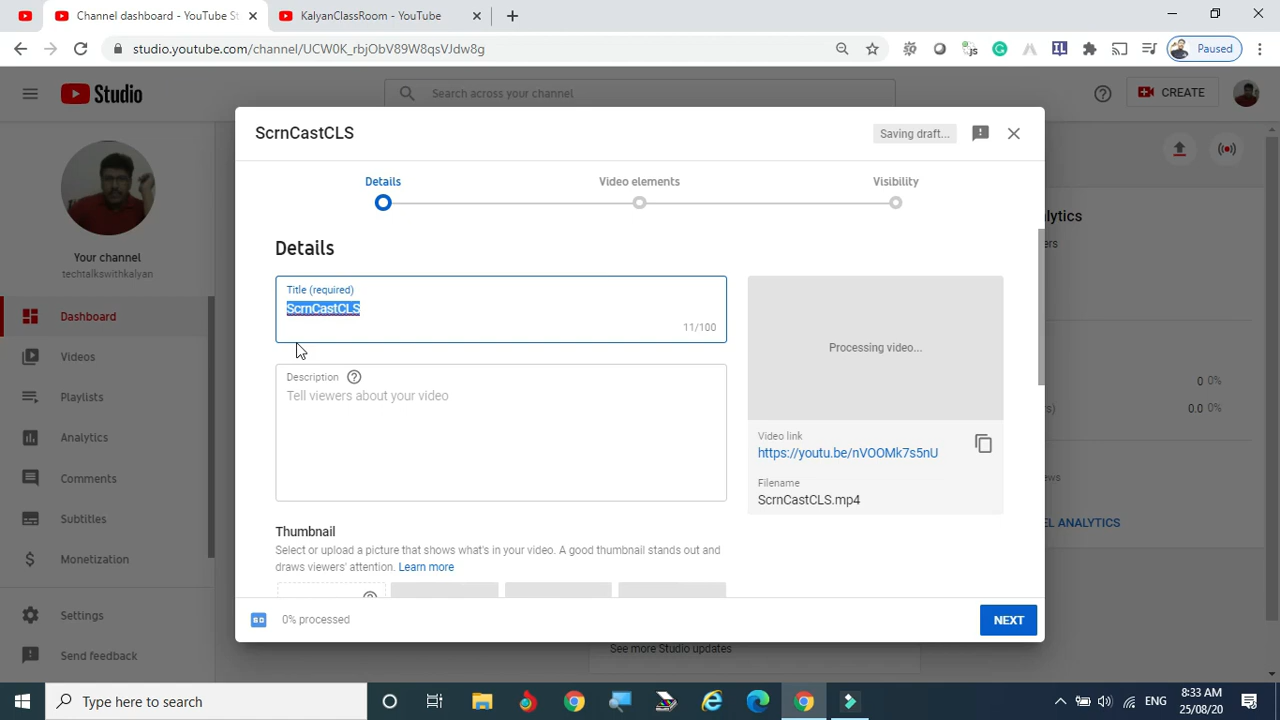 Channel dashboard - YouTube St
KalyanClassRoom - YouTube
studio.youtube.com/channel/UCW0K_rbjObV89W8qsVJdw8g
Paused
Studio
Search across your channel
CREATE
ScrnCastCLS
Saving draft...
Details
Video elements
Visibility
Your channel
techtalkswithkalyan
Dashboard
Videos
Playlists
Analytics
Comments
Subtitles
Monetization
Settings
Send feedback
Details
Title (required)
ScrnCastCLS
11/100
Description
Tell viewers about your video
Thumbnail
Select or upload a picture that shows what's in your video. A good thumbnail stands out and
draws viewers' attention. Learn more
Processing video...
Video link
https://youtu.be/nVOOMk7s5nU
Filename
ScrnCastCLS.mp4
SD
0% processed
NEXT
alytics
ers
0 0%
s)
0.0 0%
ews
EL ANALYTICS
See more Studio updates
Type here to search
ENG
8:33 AM
25/08/20